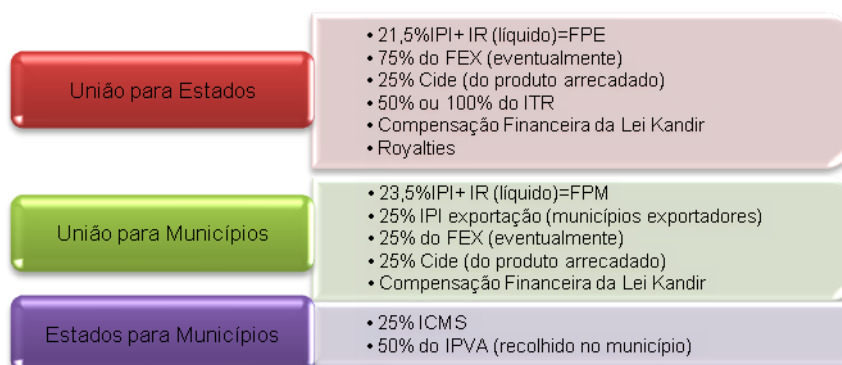 União para Estados
• 21,5%IPI+ IR (líquido)=FPE
• 75% do FEX (eventualmente)
• 25% Cide (do produto arrecadado)
• 50% ou 100% do ITR
• Compensação Financeira da Lei Kandir
• Royalties
União para Municípios
• 23,5%IPI+ IR (líquido)=FPM
• 25% IPI exportação (municípios exportadores)
• 25% do FEX (eventualmente)
• 25% Cide (do produto arrecadado)
• Compensação Financeira da Lei Kandir
Estados para Municípios
• 25% ICMS
• 50% do IPVA (recolhido no município)